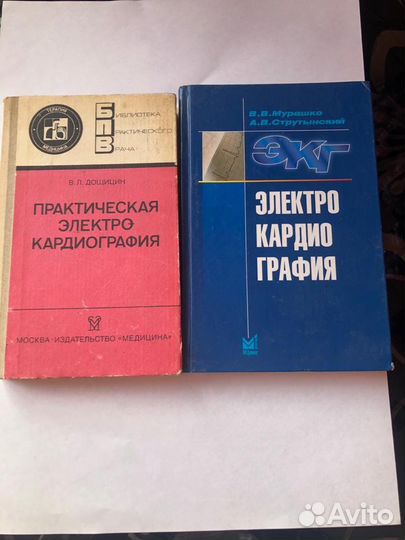 ТЕРАПИЯ
МЕДИЦИНА
БИБЛИОТЕКА
ПРАКТИЧЕСКОГО
ВРАЧА
В. Л. ДОЩИЦИН
ПРАКТИЧЕСКАЯ
ЭЛЕКТРО
КАРДИОГРАФИЯ
МОСКВА·ИЗДАТЕЛЬСТВО «МЕДИЦИНА»
В.В.Мурашко
А.В.Струтынский
ЭКГ
ЭЛЕКТРО
КАРДИО
ГРАФИЯ
Avito